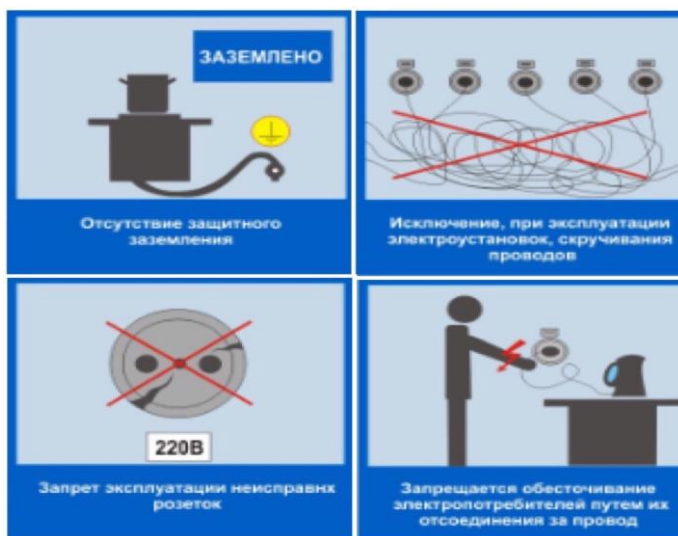 ЗАЗЕМЛЕНО
Отсутствие защитного
заземления
Исключение, при эксплуатации
электроустановок, скручивания
проводов
220В
Запрет эксплуатации неисправнх
розеток
Запрещается обесточивание
электропотребителей путем их
отсоединения за провод